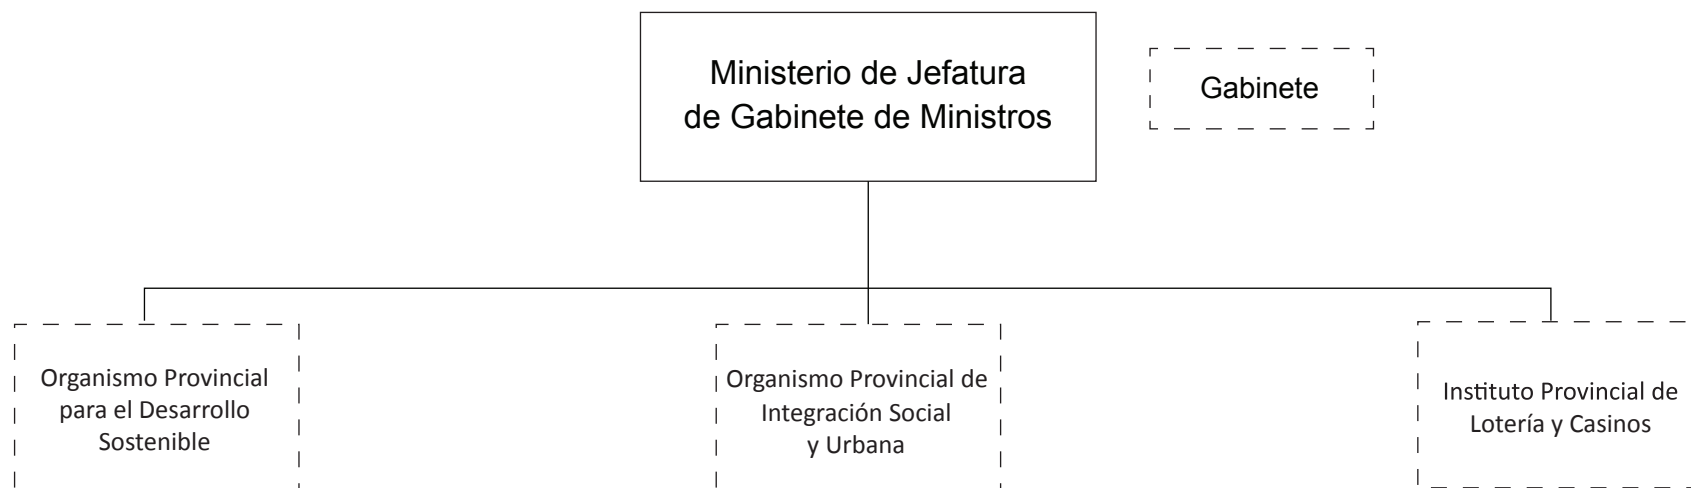 Ministerio de Jefatura
de Gabinete de Ministros
Gabinete
Organismo Provincial
para el Desarrollo
Sostenible
Organismo Provincial de
Integración Social
y Urbana
Instituto Provincial de
Lotería y Casinos